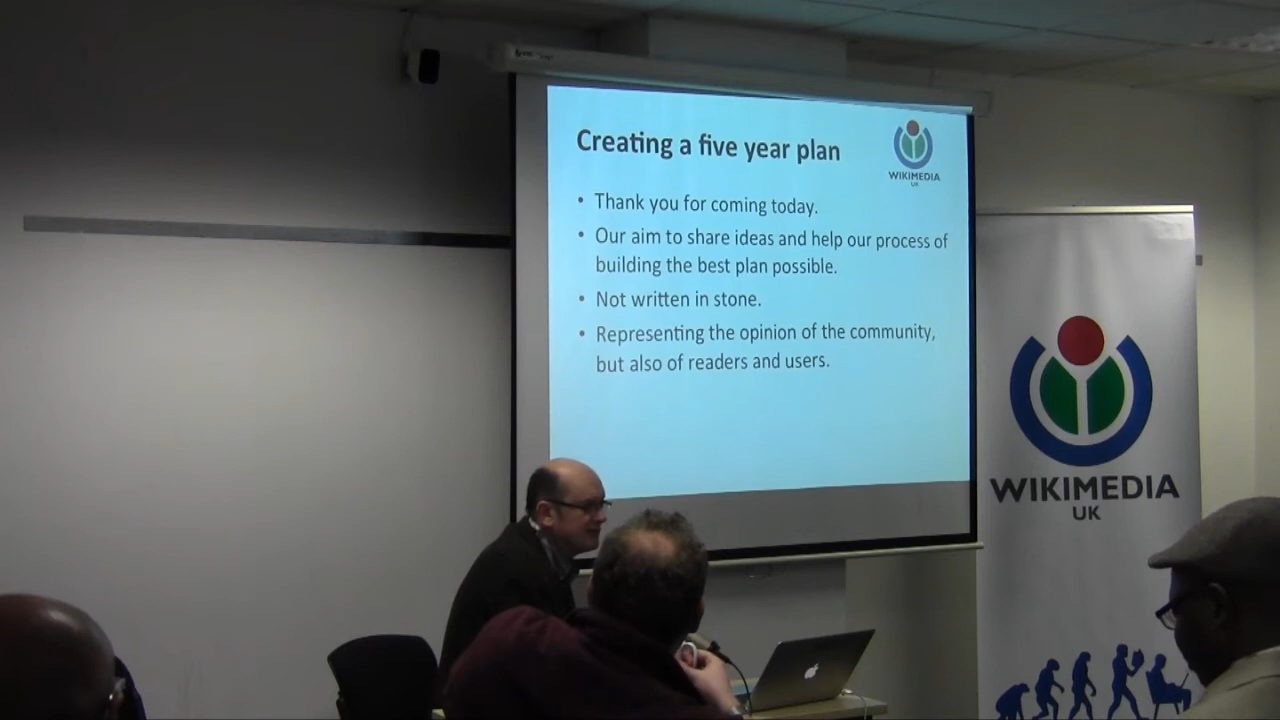 Creating a five year plan
WIKIMEDIA
UK
• Thank you for coming today.
• Our aim to share ideas and help our process of
building the best plan possible.
• Not written in stone.
• Representing the opinion of the community,
but also of readers and users.
WIKIMEDIA
UK